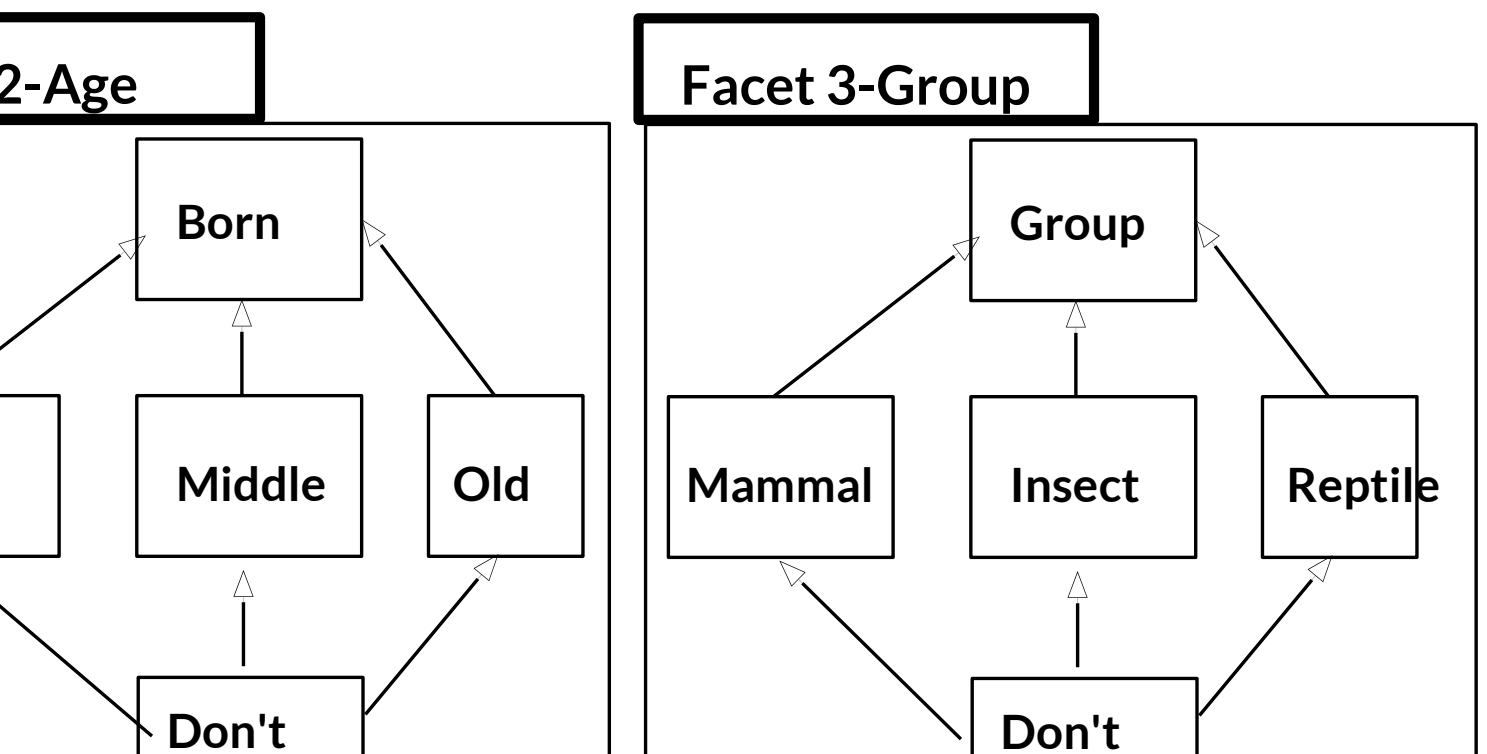 2-Age
Facet 3-Group
Born
Group
Middle
Old
Mammal
Insect
Reptile
Don't
Don't